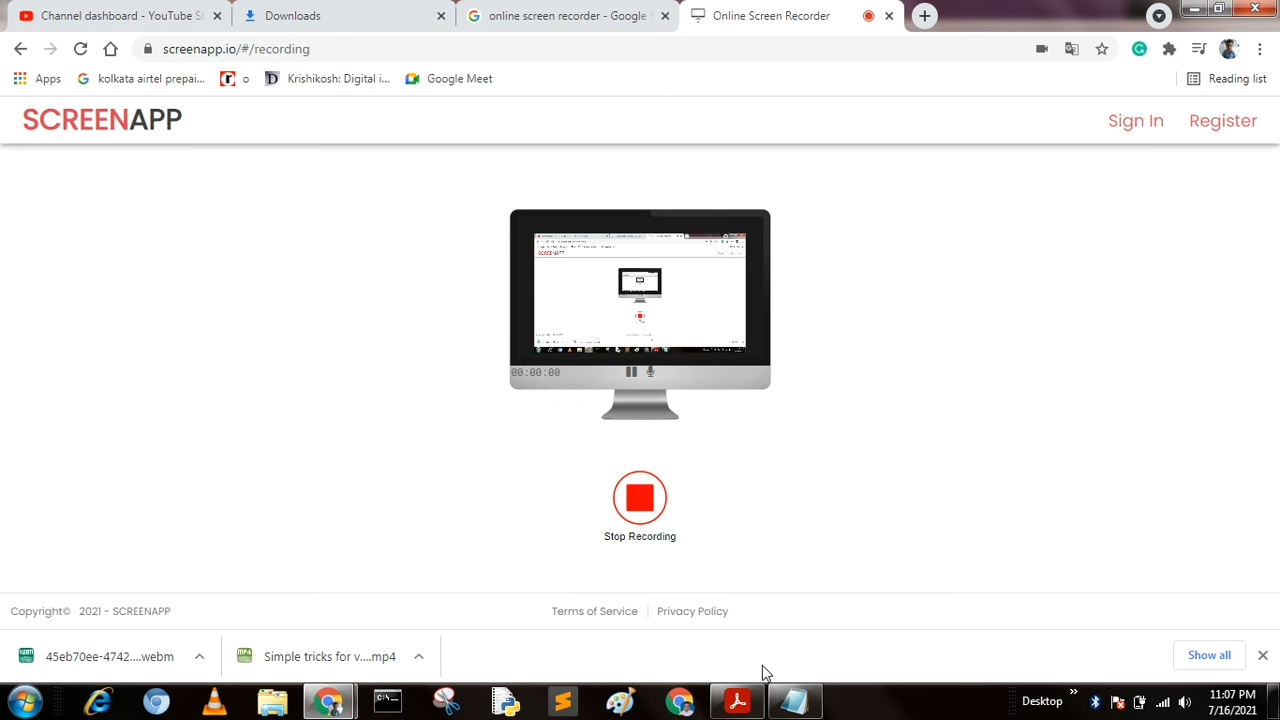 Channel dashboard - YouTube St
Downloads
online screen recorder - Google S
Online Screen Recorder
screenapp.io/#/recording
Apps
kolkata airtel prepai...
o
Krishikosh: Digital i...
Google Meet
Reading list
SCREENAPP
Sign In
Register
SCREENAPP
00:00:00
Stop Recording
Copyright© 2021 - SCREENAPP
Terms of Service
Privacy Policy
45eb70ee-4742....webm
Simple tricks for v....mp4
Show all
Desktop
11:07 PM
7/16/2021